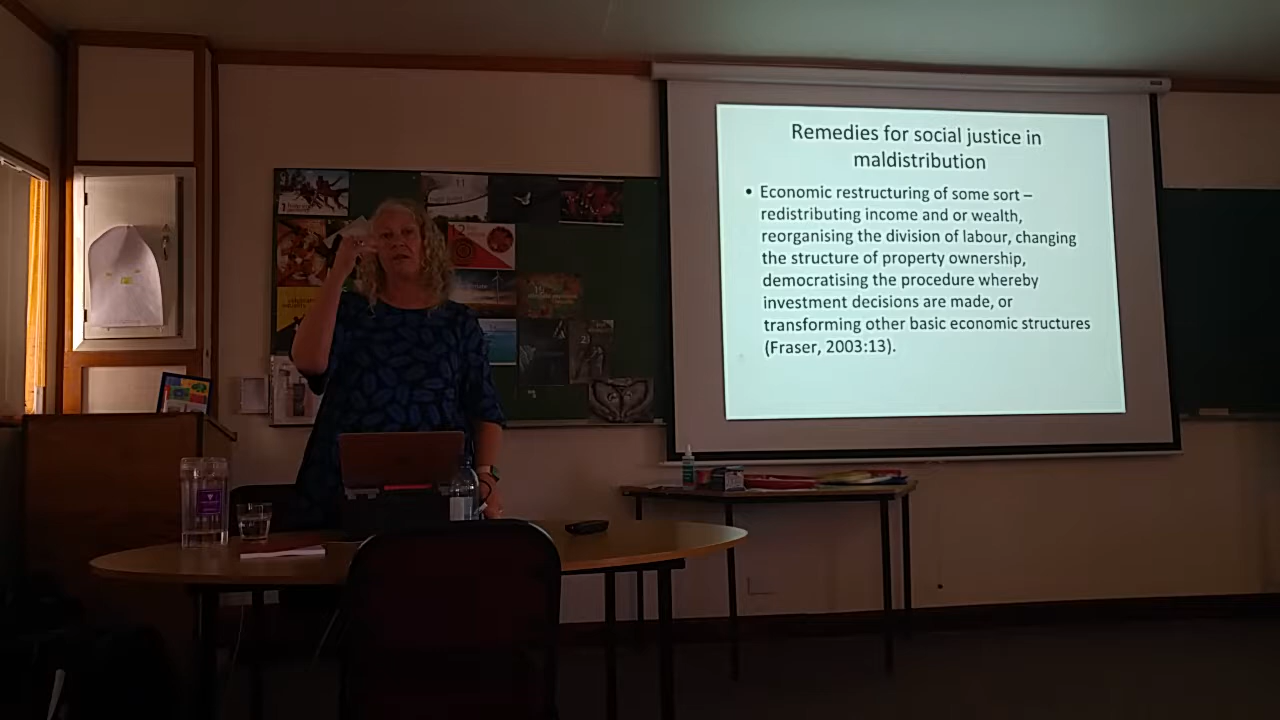 Remedies for social justice in
maldistribution
• Economic restructuring of some sort –
redistributing income and or wealth,
reorganising the division of labour, changing
the structure of property ownership,
democratising the procedure whereby
investment decisions are made, or
transforming other basic economic structures
(Fraser, 2003:13).
11